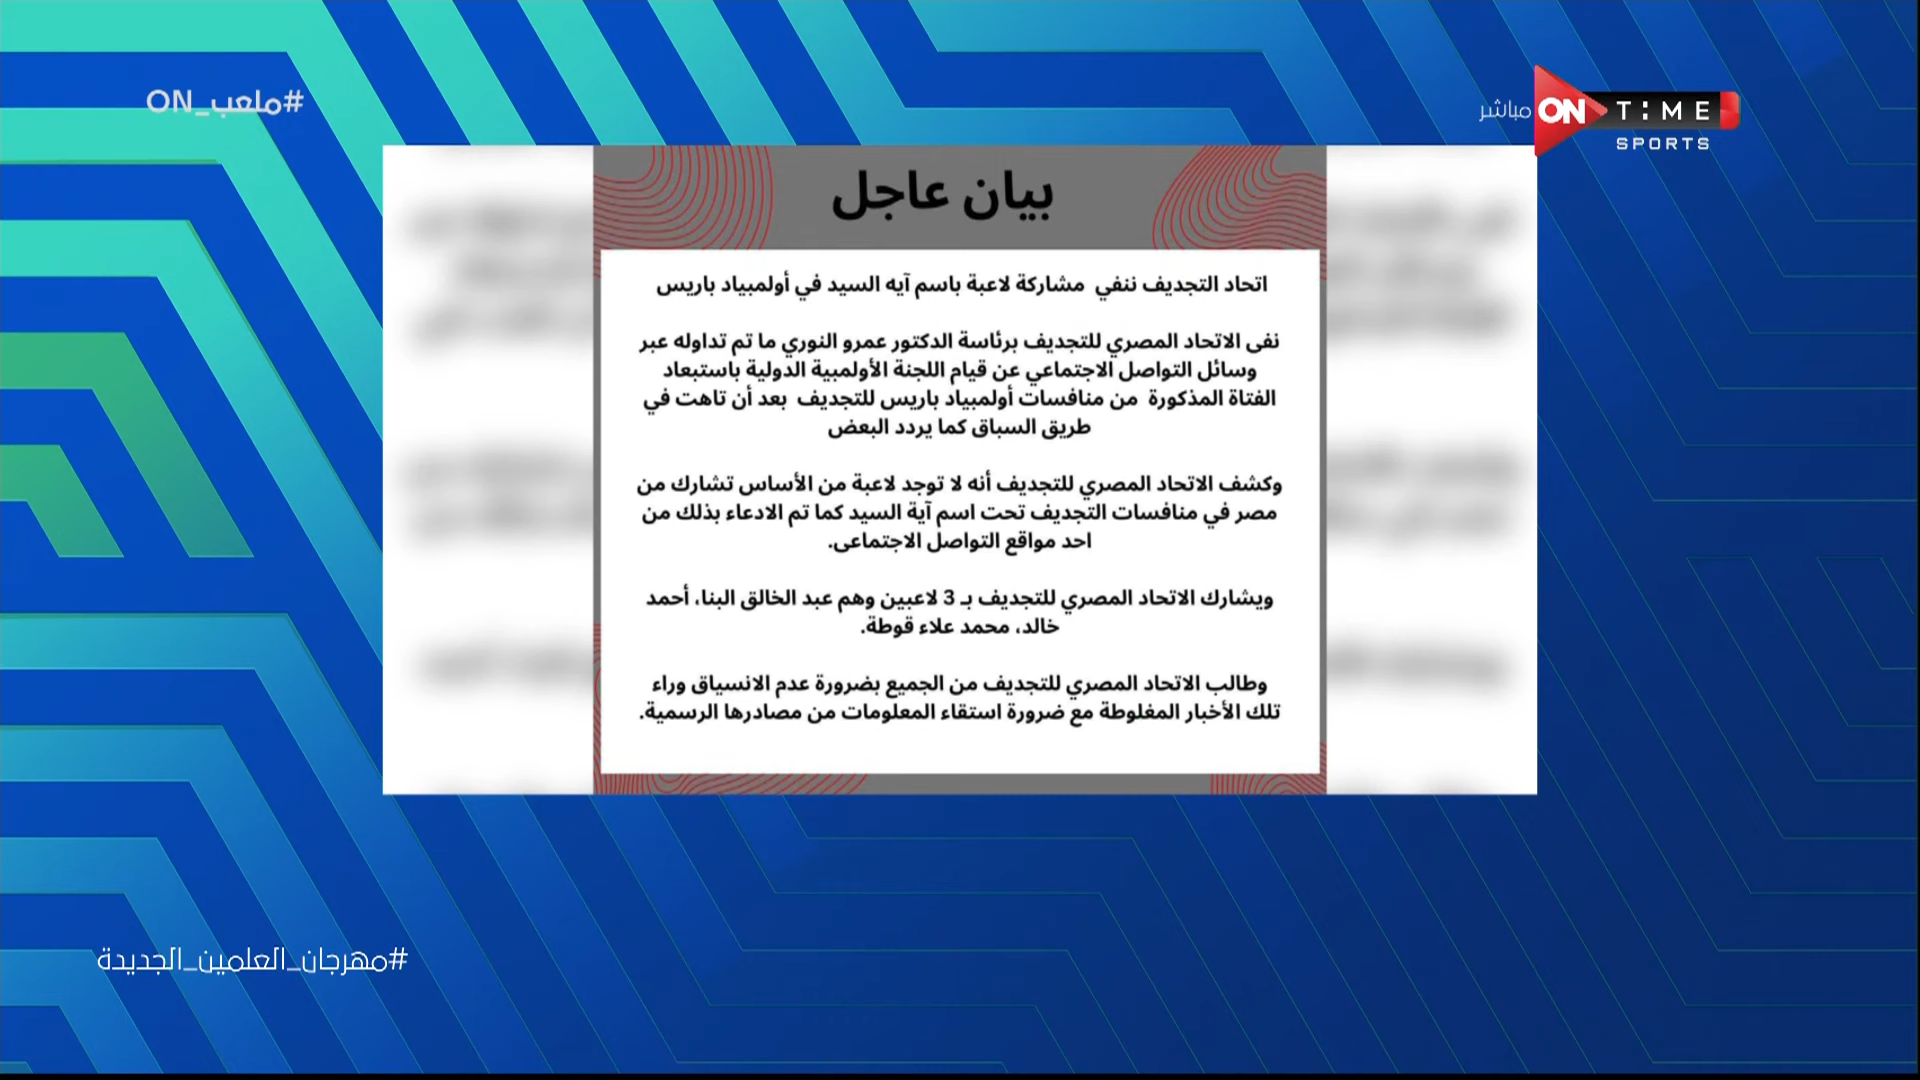 #ملعب_ON
مباشر
ON TIME
SPORTS
بيان عاجل
اتحاد التجديف ننفي مشاركة لاعبة باسم آيه السيد في أولمبياد باريس
نفى الاتحاد المصري للتجديف برئاسة الدكتور عمرو النوري ما تم تداوله عبر
وسائل التواصل الاجتماعي عن قيام اللجنة الأولمبية الدولية باستبعاد
الفتاة المذكورة من منافسات أولمبياد باريس للتجديف بعد أن تاهت في
طريق السباق كما يردد البعض
وكشف الاتحاد المصري للتجديف أنه لا توجد لاعبة من الأساس تشارك من
مصر في منافسات التجديف تحت اسم آية السيد كما تم الادعاء بذلك من
احد مواقع التواصل الاجتماعى.
ويشارك الاتحاد المصري للتجديف بـ 3 لاعبين وهم عبد الخالق البنا، أحمد
خالد، محمد علاء قوطة.
وطالب الاتحاد المصري للتجديف من الجميع بضرورة عدم الانسياق وراء
تلك الأخبار المغلوطة مع ضرورة استقاء المعلومات من مصادرها الرسمية.
#مهرجان_العلمين_الجديدة